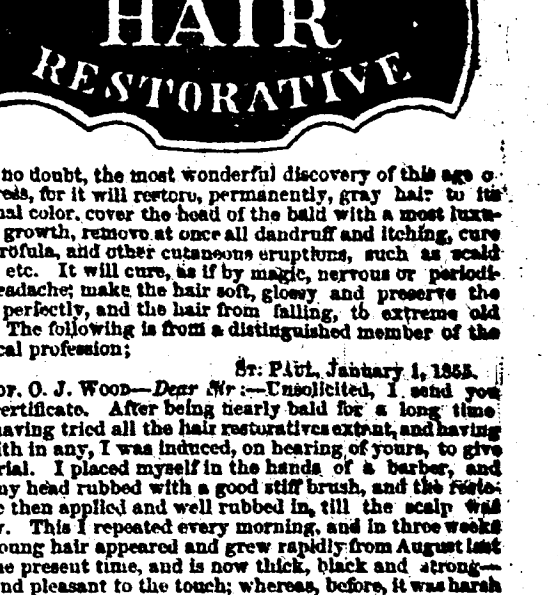 HAIR
RESTORATIVE
no doubt, the most wonderful discovery of this age o
ress, for it will restore, permanently, gray hair to its
nal color. cover the head of the bald with a most luxu-
growth, remove at once all dandruff and itching, cure
rofula, and other cutaneous eruptions, such as scald
etc. It will cure, as if by magic, nervous or periodi-
eadache; make the hair soft, glossy and preserve the
perfectly, and the hair from falling, to extreme old
The following is from a distinguished member of the
cal profession;
St: Paul, January 1, 1855.
or. O. J. Wood—Dear Sir:—Unsolicited, I send you
ertificate. After being nearly bald for a long time
aving tried all the hair restoratives extant, and having
ith in any, I was induced, on hearing of yours, to give
rial. I placed myself in the hands of a barber, and
ny head rubbed with a good stiff brush, and the resto-
e then applied and well rubbed in, till the scalp was
r. This I repeated every morning, and in three weeks
oung hair appeared and grew rapidly from August last
he present time, and is now thick, black and strong—
nd pleasant to the touch; whereas, before, it was harsh